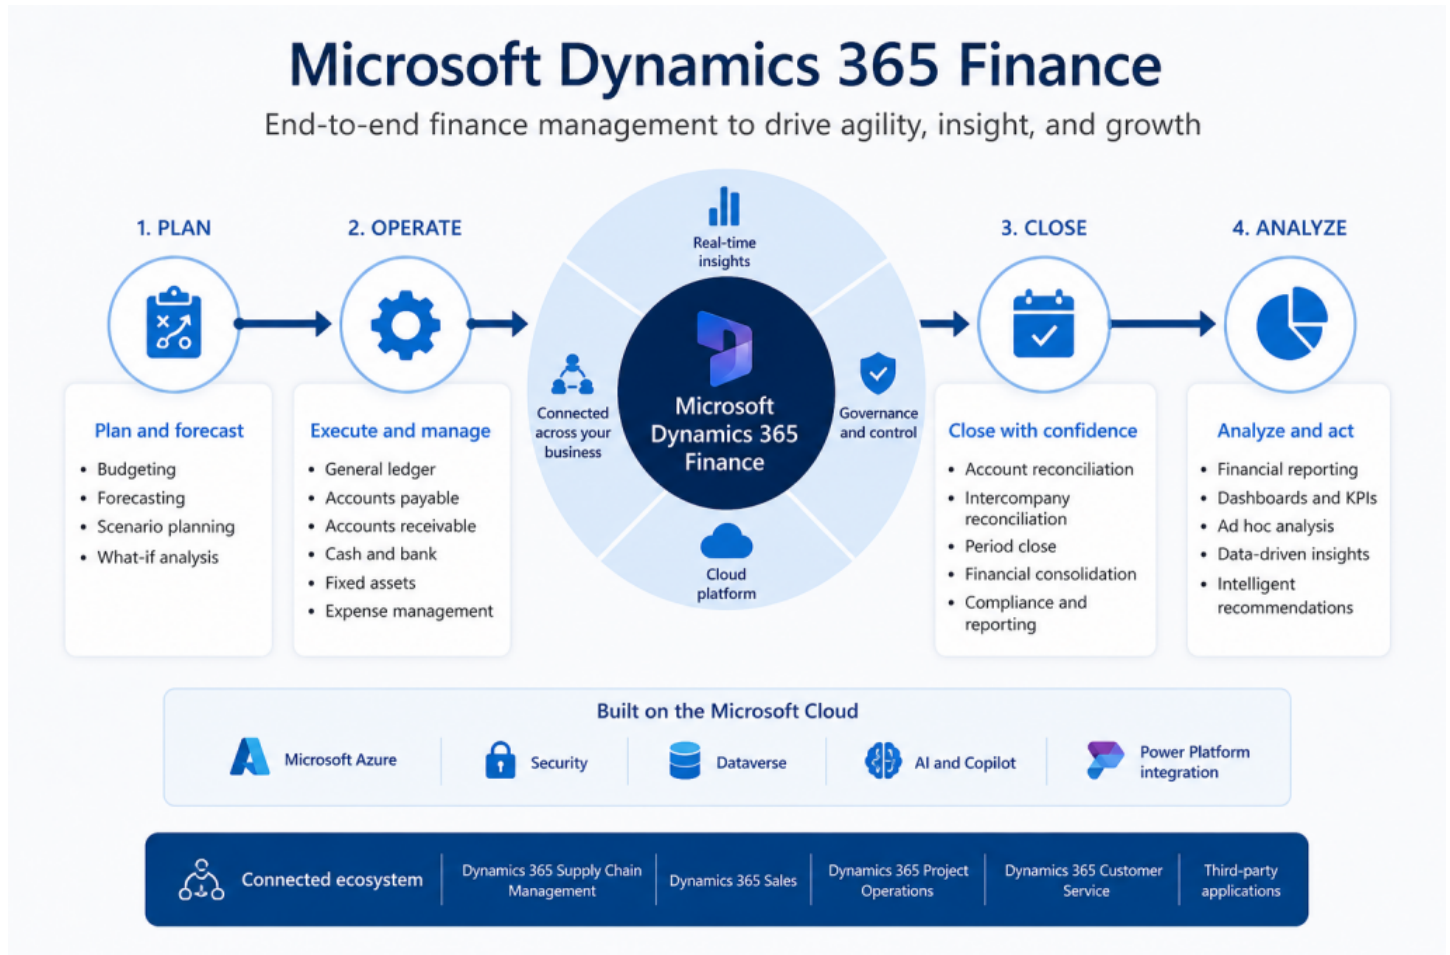 Microsoft Dynamics 365 Finance
End-to-end finance management to drive agility, insight, and growth
1. PLAN
Plan and forecast
• Budgeting
• Forecasting
• Scenario planning
• What-if analysis
2. OPERATE
Execute and manage
• General ledger
• Accounts payable
• Accounts receivable
• Cash and bank
• Fixed assets
• Expense management
Real-time
insights
Connected
across your
business
Microsoft
Dynamics 365
Finance
Governance
and control
Cloud
platform
3. CLOSE
Close with confidence
• Account reconciliation
• Intercompany
reconciliation
• Period close
• Financial consolidation
• Compliance and
reporting
4. ANALYZE
Analyze and act
• Financial reporting
• Dashboards and KPIs
• Ad hoc analysis
• Data-driven insights
• Intelligent
recommendations
Built on the Microsoft Cloud
Microsoft Azure
Security
Dataverse
AI and Copilot
Power Platform
integration
Connected ecosystem
Dynamics 365 Supply Chain
Management
Dynamics 365 Sales
Dynamics 365 Project
Operations
Dynamics 365 Customer
Service
Third-party
applications